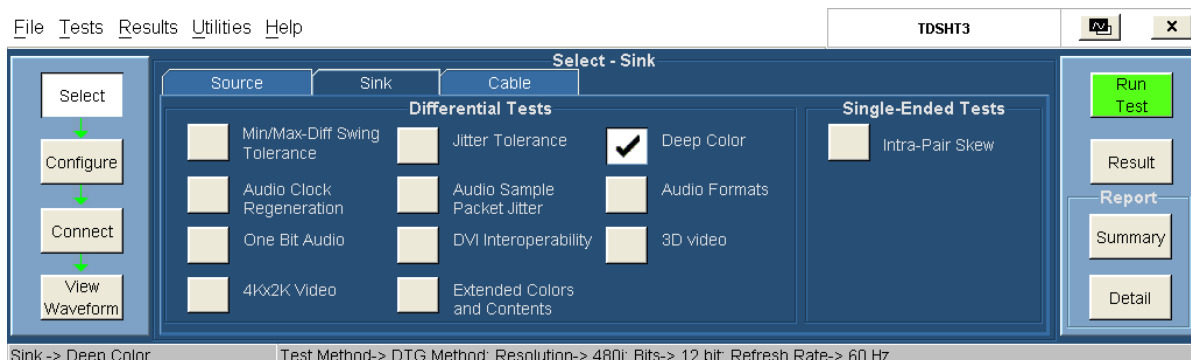 File Tests Results Utilities Help
TDSHT3
x
Select - Sink
Select
Configure
Connect
View
Waveform
Source Sink Cable
Differential Tests
Min/Max-Diff Swing
Tolerance
Jitter Tolerance
Deep Color
Audio Clock
Regeneration
Audio Sample
Packet Jitter
Audio Formats
One Bit Audio
DVI Interoperability
3D video
4Kx2K Video
Extended Colors
and Contents
Single-Ended Tests
Intra-Pair Skew
Run
Test
Result
Report
Summary
Detail
Sink -> Deep Color Test Method-> DTG Method: Resolution-> 480i: Bits-> 12 bit: Refresh Rate-> 60 Hz